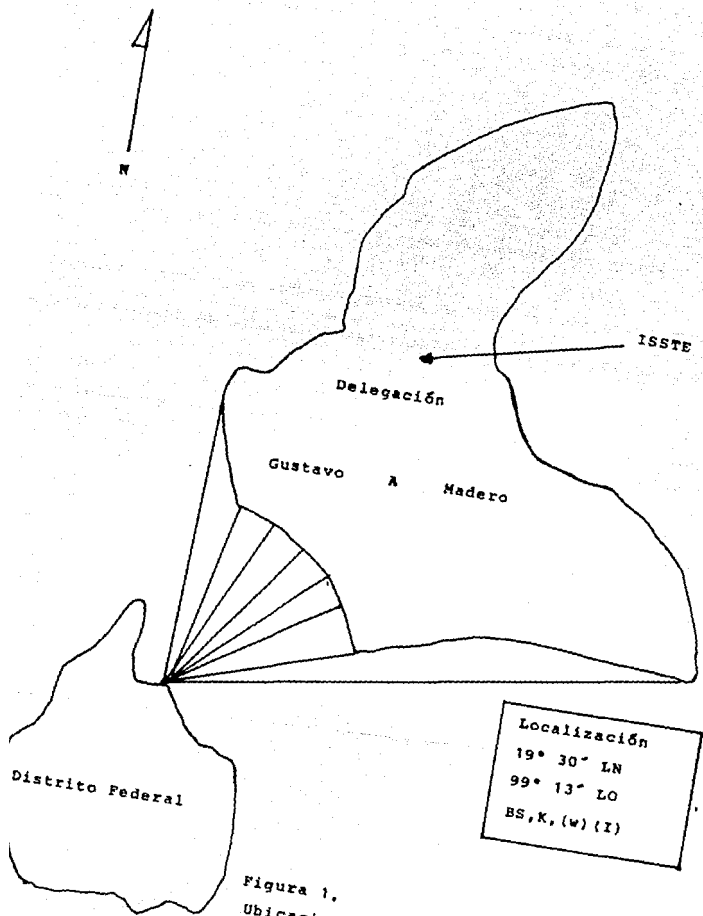 N
ISSTE
Delegación
Gustavo A Madero
Localización
19° 30´ LN
99° 13´ LO
BS,K,(w)(I)
Distrito Federal
Figura 1.